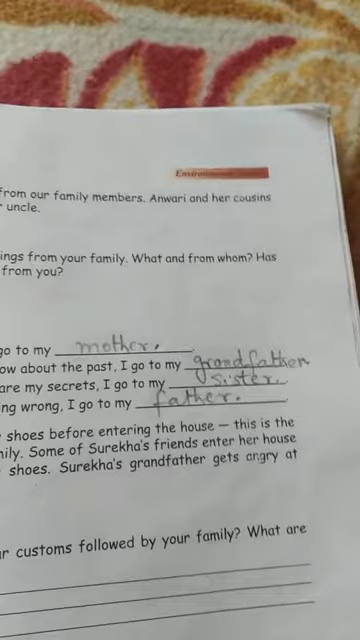 from our family members. Anwari and her cousins
uncle.
ings from your family. What and from whom? Has
from you?
go to my mother.
ow about the past, I go to my grandfather
are my secrets, I go to my sister.
ng wrong, I go to my father.
shoes before entering the house – this is the
ily. Some of Surekha's friends enter her house
shoes. Surekha's grandfather gets angry at
r customs followed by your family? What are